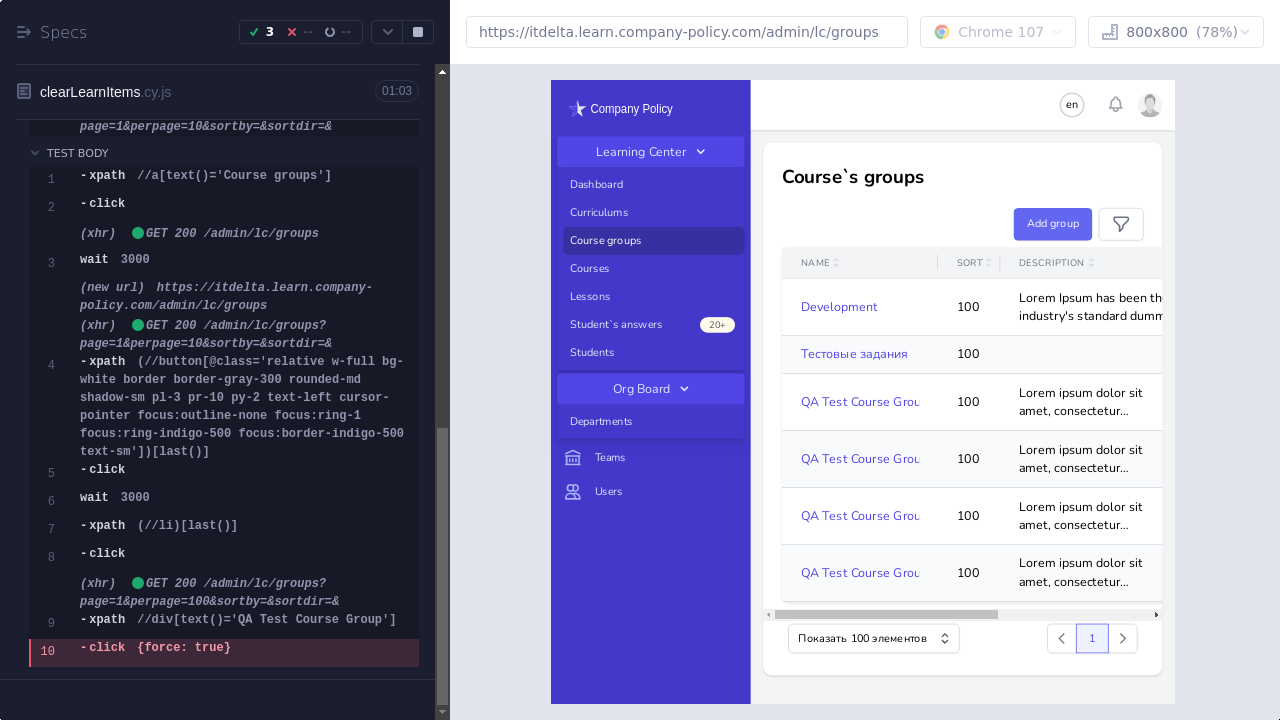 Specs
3
--
--
https://itdelta.learn.company-policy.com/admin/lc/groups
Chrome 107
800x800 (78%)
clearLearnItems.cy.js
01:03
page=1&perpage=10&sortby=&sortdir=&
TEST BODY
1 -xpath //a[text()='Course groups']
2 -click
(xhr) GET 200 /admin/lc/groups
3 wait 3000
(new url) https://itdelta.learn.company-
policy.com/admin/lc/groups
(xhr) GET 200 /admin/lc/groups?
page=1&perpage=10&sortby=&sortdir=&
4 -xpath (//button[@class='relative w-full bg-
white border border-gray-300 rounded-md
shadow-sm pl-3 pr-10 py-2 text-left cursor-
pointer focus:outline-none focus:ring-1
focus:ring-indigo-500 focus:border-indigo-500
text-sm'])[last()]
5 -click
6 wait 3000
7 -xpath (//li)[last()]
8 -click
(xhr) GET 200 /admin/lc/groups?
page=1&perpage=100&sortby=&sortdir=&
9 -xpath //div[text()='QA Test Course Group']
10 -click {force: true}
Company Policy
Learning Center
Dashboard
Curriculums
Course groups
Courses
Lessons
Student`s answers 20+
Students
Org Board
Departments
Teams
Users
en
Course`s groups
Add group
NAME SORT DESCRIPTION
Development 100 Lorem Ipsum has been th
industry's standard dumm
Тестовые задания 100
QA Test Course Grou 100 Lorem ipsum dolor sit
amet, consectetur...
QA Test Course Grou 100 Lorem ipsum dolor sit
amet, consectetur...
QA Test Course Grou 100 Lorem ipsum dolor sit
amet, consectetur...
QA Test Course Grou 100 Lorem ipsum dolor sit
amet, consectetur...
Показать 100 элементов
1